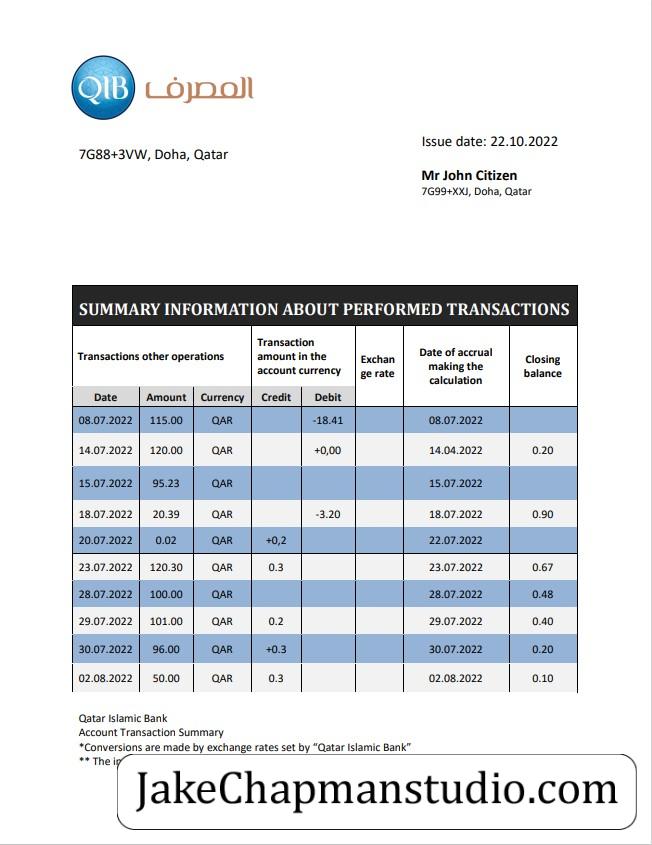 QIB المصرف
Issue date: 22.10.2022
7G88+3VW, Doha, Qatar
Mr John Citizen
7G99+XXJ, Doha, Qatar
SUMMARY INFORMATION ABOUT PERFORMED TRANSACTIONS
Transactions other operations Transaction amount in the account currency Exchan ge rate Date of accrual making the calculation Closing balance
Date Amount Currency Credit Debit
08.07.2022 115.00 QAR -18.41 08.07.2022
14.07.2022 120.00 QAR +0,00 14.04.2022 0.20
15.07.2022 95.23 QAR 15.07.2022
18.07.2022 20.39 QAR -3.20 18.07.2022 0.90
20.07.2022 0.02 QAR +0,2 22.07.2022
23.07.2022 120.30 QAR 0.3 23.07.2022 0.67
28.07.2022 100.00 QAR 28.07.2022 0.48
29.07.2022 101.00 QAR 0.2 29.07.2022 0.40
30.07.2022 96.00 QAR +0.3 30.07.2022 0.20
02.08.2022 50.00 QAR 0.3 02.08.2022 0.10
Qatar Islamic Bank
Account Transaction Summary
*Conversions are made by exchange rates set by “Qatar Islamic Bank”
** The
JakeChapmanstudio.com